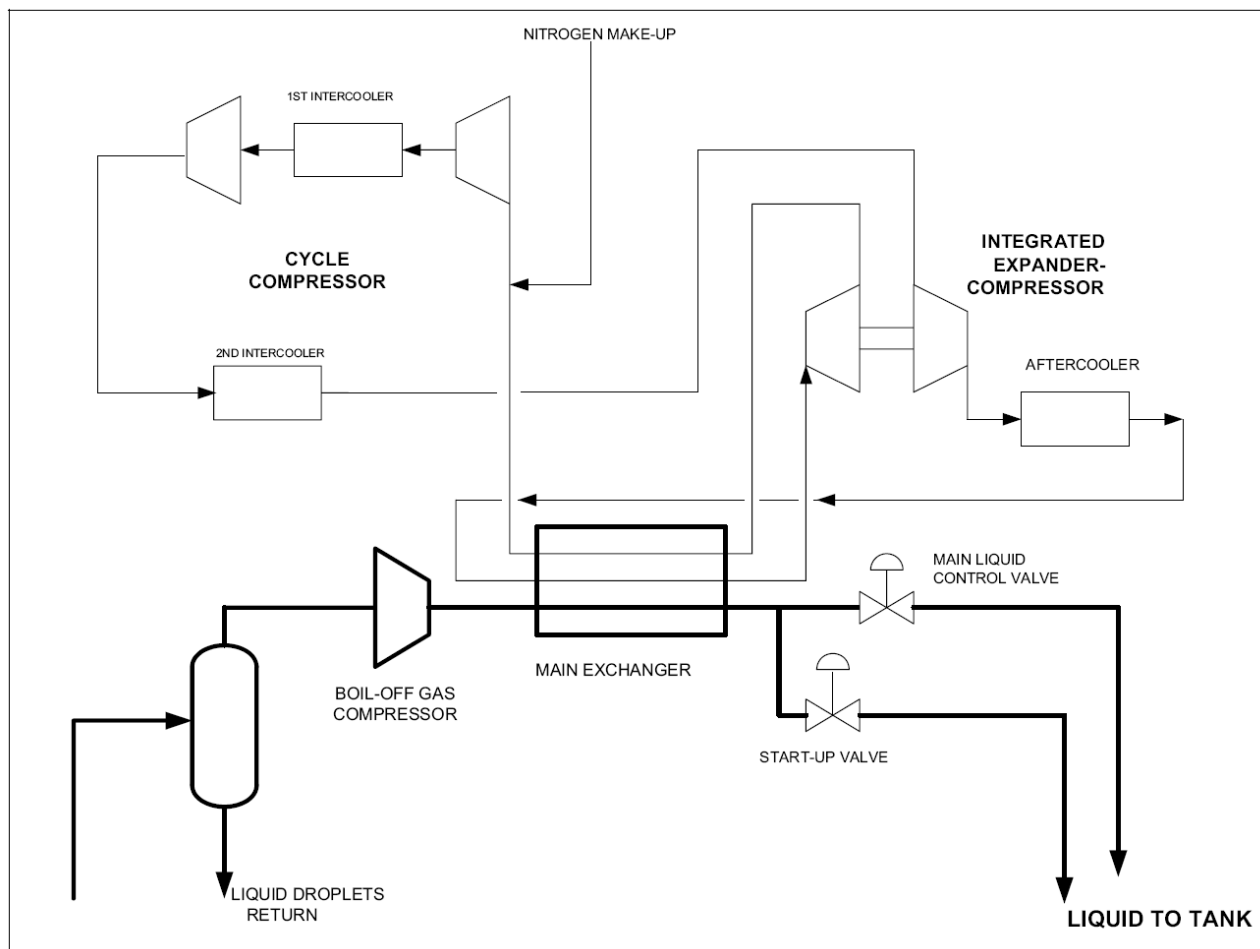 NITROGEN MAKE-UP
1ST INTERCOOLER
CYCLE
COMPRESSOR
INTEGRATED
EXPANDER-
COMPRESSOR
2ND INTERCOOLER
AFTERCOOLER
MAIN LIQUID
CONTROL VALVE
MAIN EXCHANGER
BOIL-OFF GAS
COMPRESSOR
START-UP VALVE
LIQUID DROPLETS
RETURN
LIQUID TO TANK